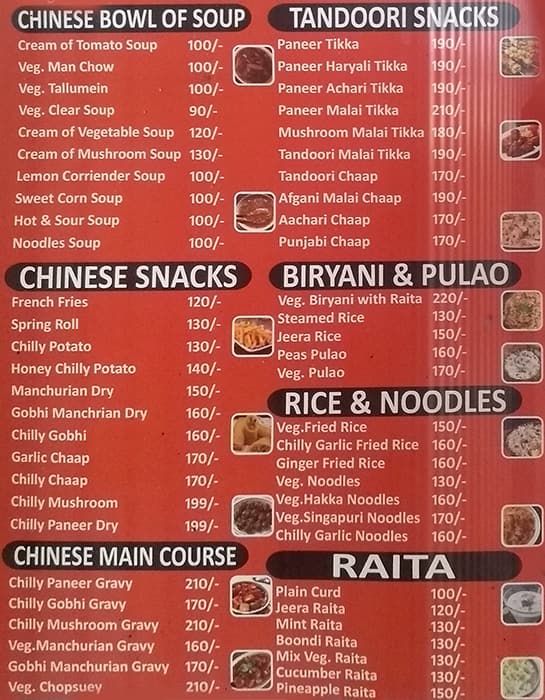 CHINESE BOWL OF SOUP
Cream of Tomato Soup 100/-
Veg. Man Chow 100/-
Veg. Tallumein 100/-
Veg. Clear Soup 90/-
Cream of Vegetable Soup 120/-
Cream of Mushroom Soup 130/-
Lemon Corriender Soup 100/-
Sweet Corn Soup 100/-
Hot & Sour Soup 100/-
Noodles Soup 100/-
CHINESE SNACKS
French Fries 120/-
Spring Roll 130/-
Chilly Potato 130/-
Honey Chilly Potato 140/-
Manchurian Dry 150/-
Gobhi Manchrian Dry 160/-
Chilly Gobhi 160/-
Garlic Chaap 170/-
Chilly Chaap 170/-
Chilly Mushroom 199/-
Chilly Paneer Dry 199/-
CHINESE MAIN COURSE
Chilly Paneer Gravy 210/-
Chilly Gobhi Gravy 170/-
Chilly Mushroom Gravy 210/-
Veg.Manchurian Gravy 160/-
Gobhi Manchurian Gravy 170/-
Veg. Chopsuey 210/-
TANDOORI SNACKS
Paneer Tikka 190/-
Paneer Haryali Tikka 190/-
Paneer Achari Tikka 190/-
Paneer Malai Tikka 210/-
Mushroom Malai Tikka 180/-
Tandoori Malai Tikka 190/-
Tandoori Chaap 170/-
Afgani Malai Chaap 190/-
Aachari Chaap 170/-
Punjabi Chaap 170/-
BIRYANI & PULAO
Veg. Biryani with Raita 220/-
Steamed Rice 130/-
Jeera Rice 150/-
Peas Pulao 160/-
Veg. Pulao 170/-
RICE & NOODLES
Veg.Fried Rice 150/-
Chilly Garlic Fried Rice 160/-
Ginger Fried Rice 160/-
Veg. Noodles 130/-
Veg.Hakka Noodles 160/-
Veg.Singapuri Noodles 170/-
Chilly Garlic Noodles 160/-
RAITA
Plain Curd 100/-
Jeera Raita 120/-
Mint Raita 130/-
Boondi Raita 130/-
Mix Veg. Raita 130/-
Cucumber Raita 130/-
Pineapple Raita 150/-